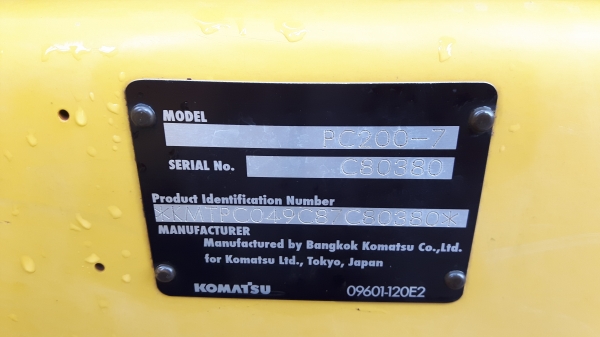 MODEL
PC200-7
SERIAL No.
C80380
Product Identification Number
MANUFACTURER
Manufactured by Bangkok Komatsu Co.,Ltd.
for Komatsu Ltd., Tokyo, Japan
KOMATSU
09601-120E2